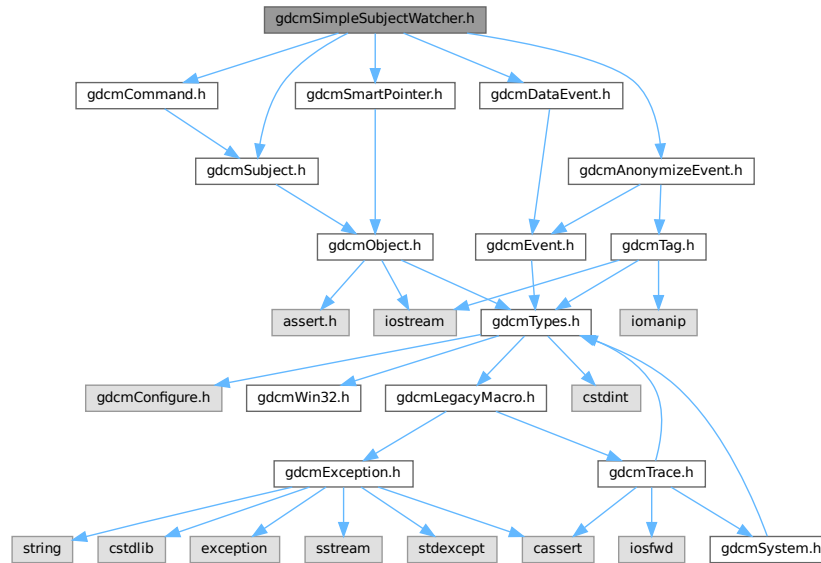 gdcmSimpleSubjectWatcher.h
gdcmCommand.h
gdcmSmartPointer.h
gdcmDataEvent.h
gdcmSubject.h
gdcmAnonymizeEvent.h
gdcmObject.h
gdcmEvent.h
gdcmTag.h
assert.h
iostream
gdcmTypes.h
iomanip
gdcmConfigure.h
gdcmWin32.h
gdcmLegacyMacro.h
cstdint
gdcmException.h
gdcmTrace.h
string
cstdlib
exception
sstream
stdexcept
cassert
iosfwd
gdcmSystem.h